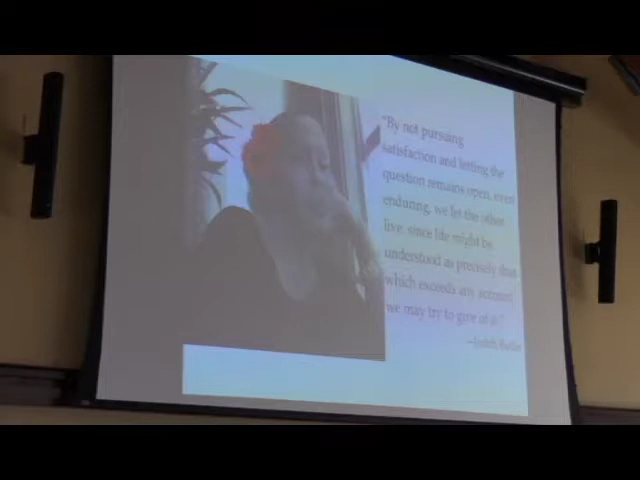 "By not pursuing
satisfaction and letting the
question remains open, even
enduring, we let the other
live, since life might be
understood as precisely that
which exceeds any account
we may try to give of it."
—Judith Butler